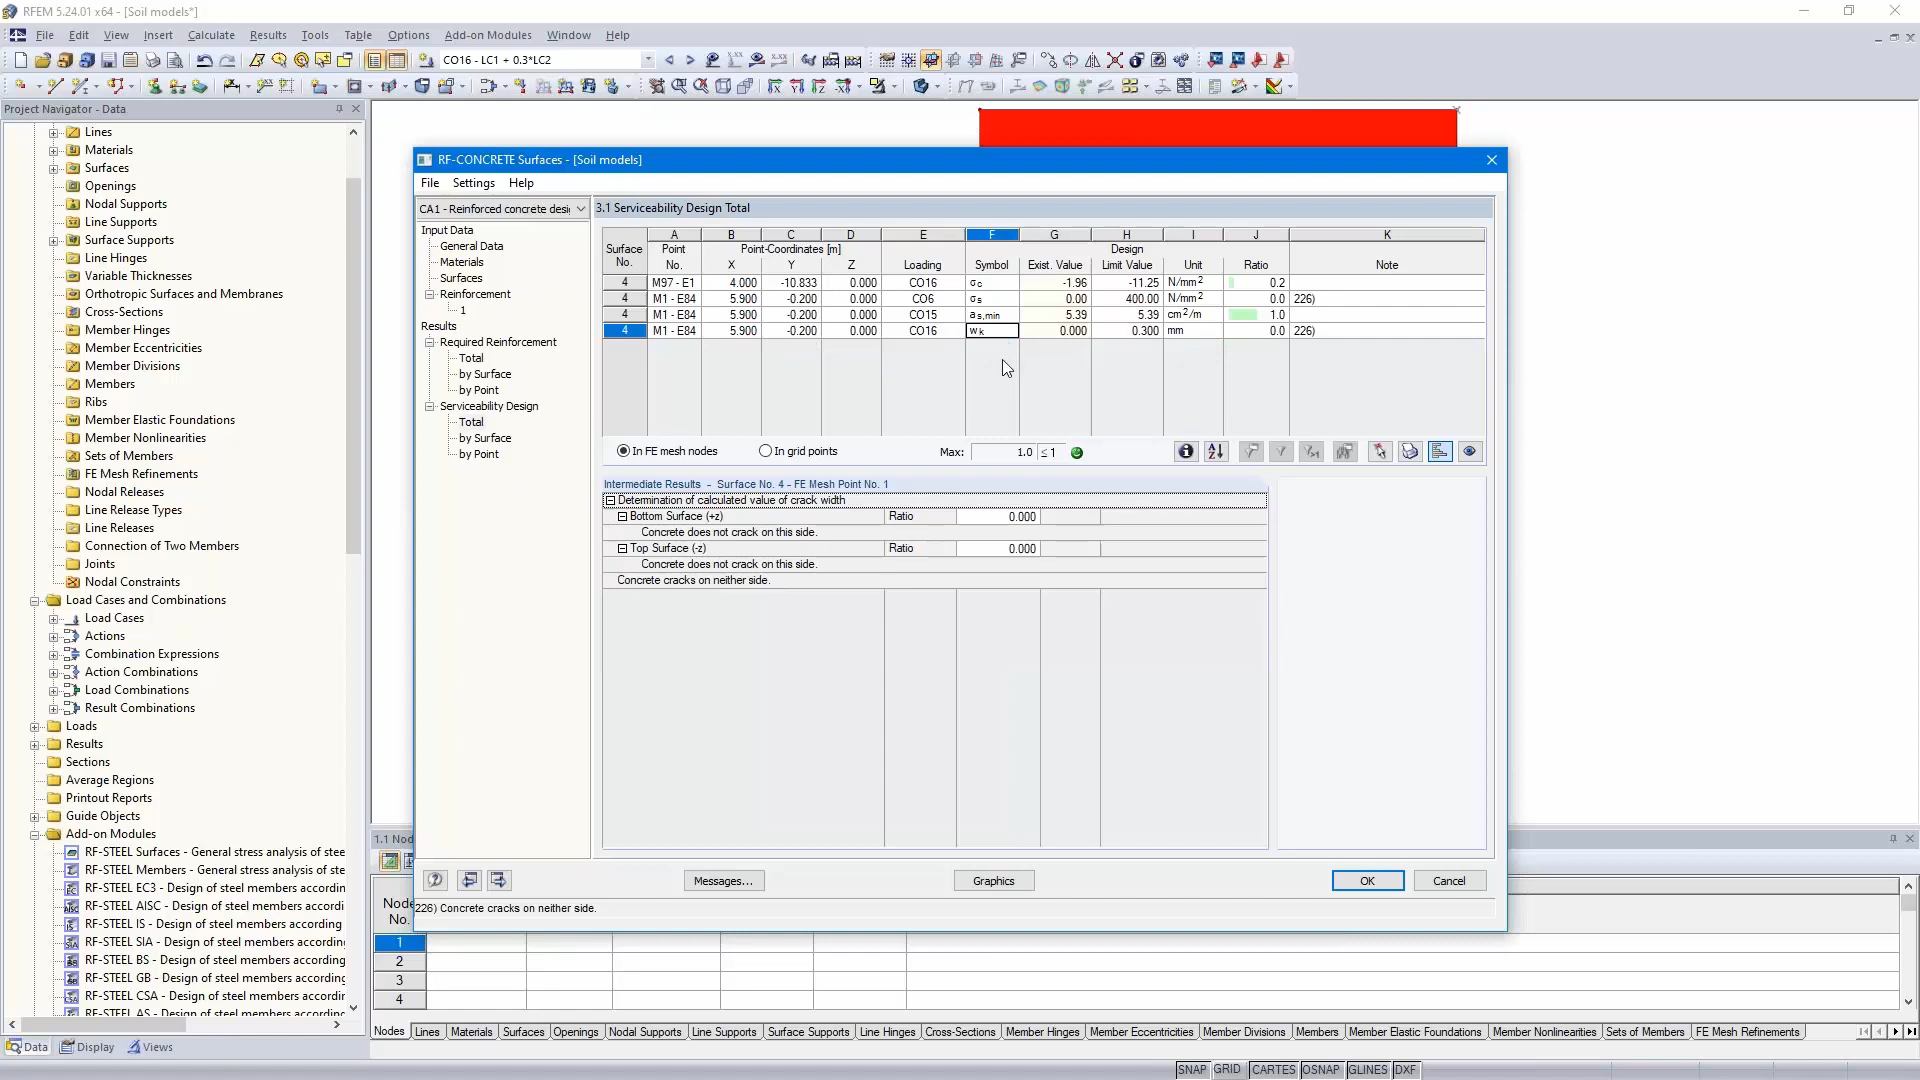 RFEM 5.24.01 x64 - [Soil models*]
File Edit View Insert Calculate Results Tools Table Options Add-on Modules Window Help
CO16 - LC1 + 0.3*LC2
Project Navigator - Data
Lines
Materials
Surfaces
Openings
Nodal Supports
Line Supports
Surface Supports
Line Hinges
Variable Thicknesses
Orthotropic Surfaces and Membranes
Cross-Sections
Member Hinges
Member Eccentricities
Member Divisions
Members
Ribs
Member Elastic Foundations
Member Nonlinearities
Sets of Members
FE Mesh Refinements
Nodal Releases
Line Release Types
Line Releases
Connection of Two Members
Joints
Nodal Constraints
Load Cases and Combinations
Load Cases
Actions
Combination Expressions
Action Combinations
Load Combinations
Result Combinations
Loads
Results
Sections
Average Regions
Printout Reports
Guide Objects
Add-on Modules
RF-STEEL Surfaces - General stress analysis of stee
RF-STEEL Members - General stress analysis of ste
RF-STEEL EC3 - Design of steel members accordin
RF-STEEL AISC - Design of steel members accordi
RF-STEEL IS - Design of steel members according
RF-STEEL SIA - Design of steel members according
RF-STEEL BS - Design of steel members according
RF-STEEL GB - Design of steel members according
RF-STEEL CSA - Design of steel members accordin
RF-STEEL AS - Design of steel members according
Data Display Views
RF-CONCRETE Surfaces - [Soil models]
File Settings Help
CA1 - Reinforced concrete desig
Input Data
General Data
Materials
Surfaces
Reinforcement
1
Results
Required Reinforcement
Total
by Surface
by Point
Serviceability Design
Total
by Surface
by Point
3.1 Serviceability Design Total
A B C D E F G H I J K
Surface Point Point-Coordinates [m] Design
No. No. X Y Z Loading Symbol Exist. Value Limit Value Unit Ratio Note
4 M97 - E1 4.000 -10.833 0.000 CO16 σc -1.96 -11.25 N/mm2 0.2
4 M1 - E84 5.900 -0.200 0.000 CO6 σs 0.00 400.00 N/mm2 0.0 226)
4 M1 - E84 5.900 -0.200 0.000 CO15 as,min 5.39 5.39 cm2/m 1.0
4 M1 - E84 5.900 -0.200 0.000 CO16 wk 0.000 0.300 mm 0.0 226)
In FE mesh nodes In grid points Max: 1.0 ≤ 1
Intermediate Results - Surface No. 4 - FE Mesh Point No. 1
Determination of calculated value of crack width
Bottom Surface (+z) Ratio 0.000
Concrete does not crack on this side.
Top Surface (-z) Ratio 0.000
Concrete does not crack on this side.
Concrete cracks on neither side.
Messages... Graphics OK Cancel
226) Concrete cracks on neither side.
1.1 Nod
Node
No.
1
2
3
4
Nodes Lines Materials Surfaces Openings Nodal Supports Line Supports Surface Supports Line Hinges Cross-Sections Member Hinges Member Eccentricities Member Divisions Members Member Elastic Foundations Member Nonlinearities Sets of Members FE Mesh Refinements
SNAP GRID CARTES OSNAP GLINES DXF